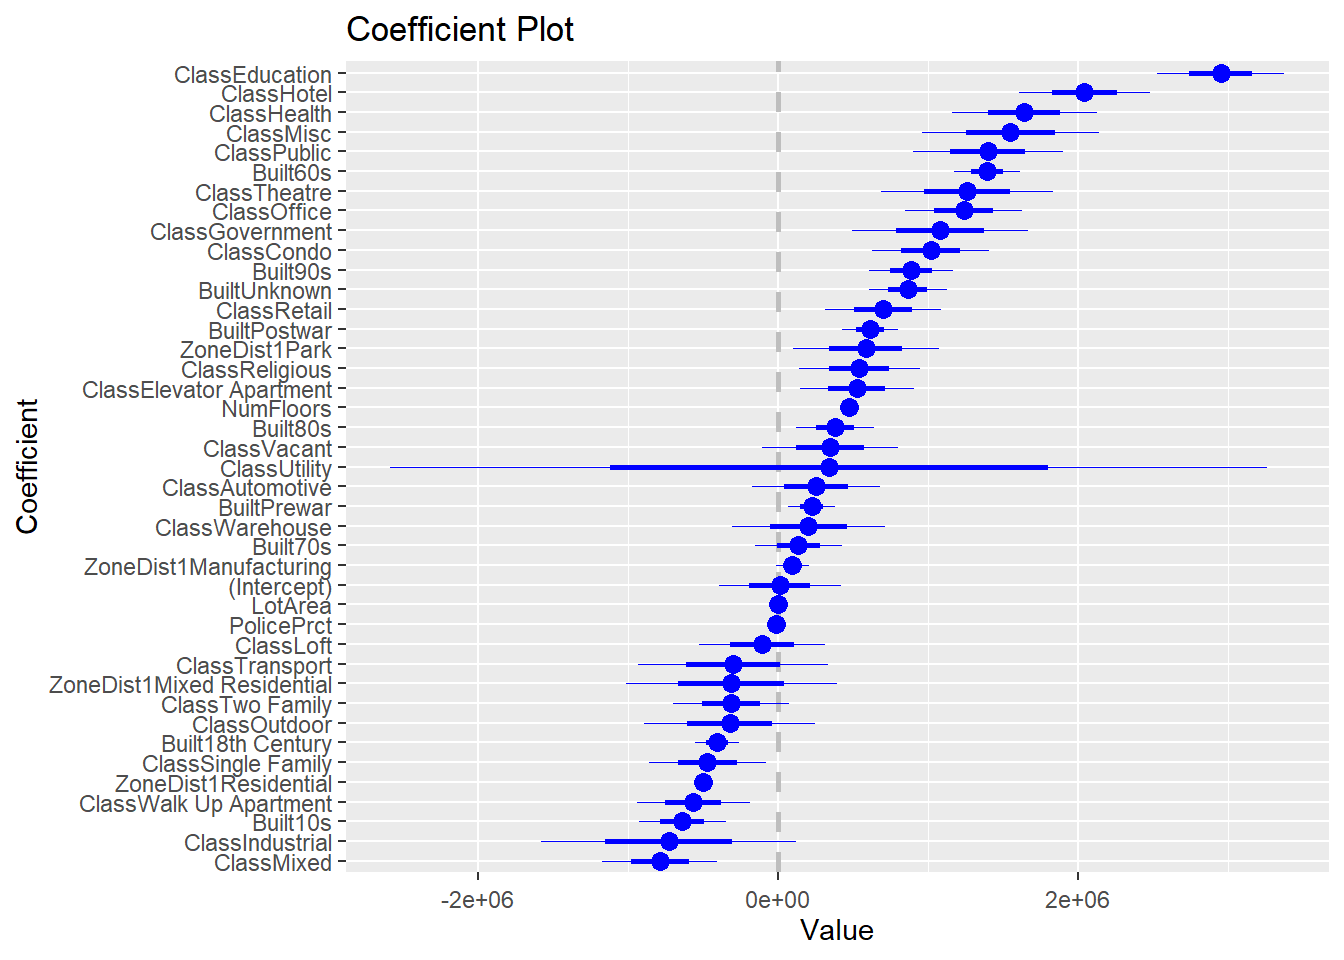 Coefficient Plot
Coefficient
ClassEducation
ClassHotel
ClassHealth
ClassMisc
ClassPublic
Built60s
ClassTheatre
ClassOffice
ClassGovernment
ClassCondo
Built90s
BuiltUnknown
ClassRetail
BuiltPostwar
ZoneDist1Park
ClassReligious
ClassElevator Apartment
NumFloors
Built80s
ClassVacant
ClassUtility
ClassAutomotive
BuiltPrewar
ClassWarehouse
Built70s
ZoneDist1Manufacturing
(Intercept)
LotArea
PolicePrct
ClassLoft
ClassTransport
ZoneDist1Mixed Residential
ClassTwo Family
ClassOutdoor
Built18th Century
ClassSingle Family
ZoneDist1Residential
ClassWalk Up Apartment
Built10s
ClassIndustrial
ClassMixed
-2e+06 0e+00 2e+06
Value